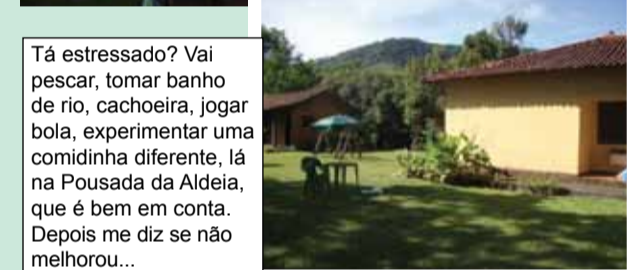 Tá estressado? Vai
pescar, tomar banho
de rio, cachoeira, jogar
bola, experimentar uma
comidinha diferente, lá
na Pousada da Aldeia,
que é bem em conta.
Depois me diz se não
melhorou...